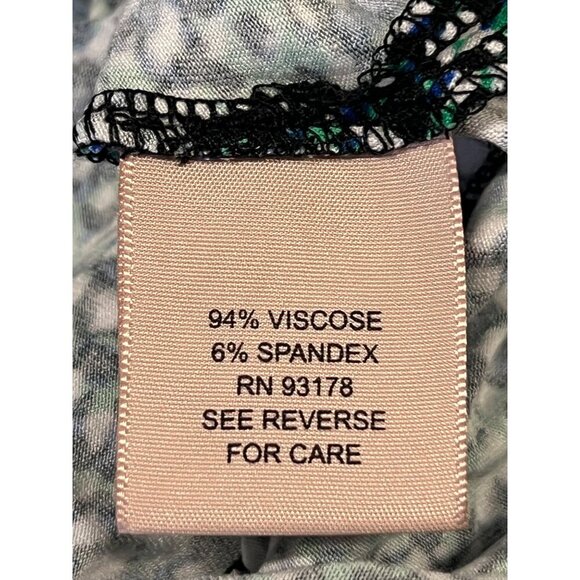 94% VISCOSE
6% SPANDEX
RN 93178
SEE REVERSE
FOR CARE